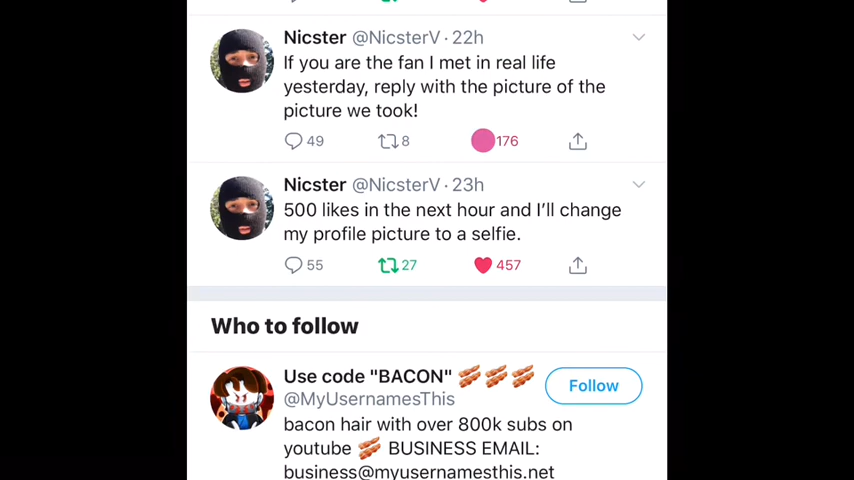 Nicster @NicsterV · 22h
If you are the fan I met in real life
yesterday, reply with the picture of the
picture we took!
49 8 176
Nicster @NicsterV · 23h
500 likes in the next hour and I'll change
my profile picture to a selfie.
55 27 457
Who to follow
Use code "BACON" 🥓🥓🥓
Follow
@MyUsernamesThis
bacon hair with over 800k subs on
youtube 🥓 BUSINESS EMAIL:
business@myusernamesthis.net